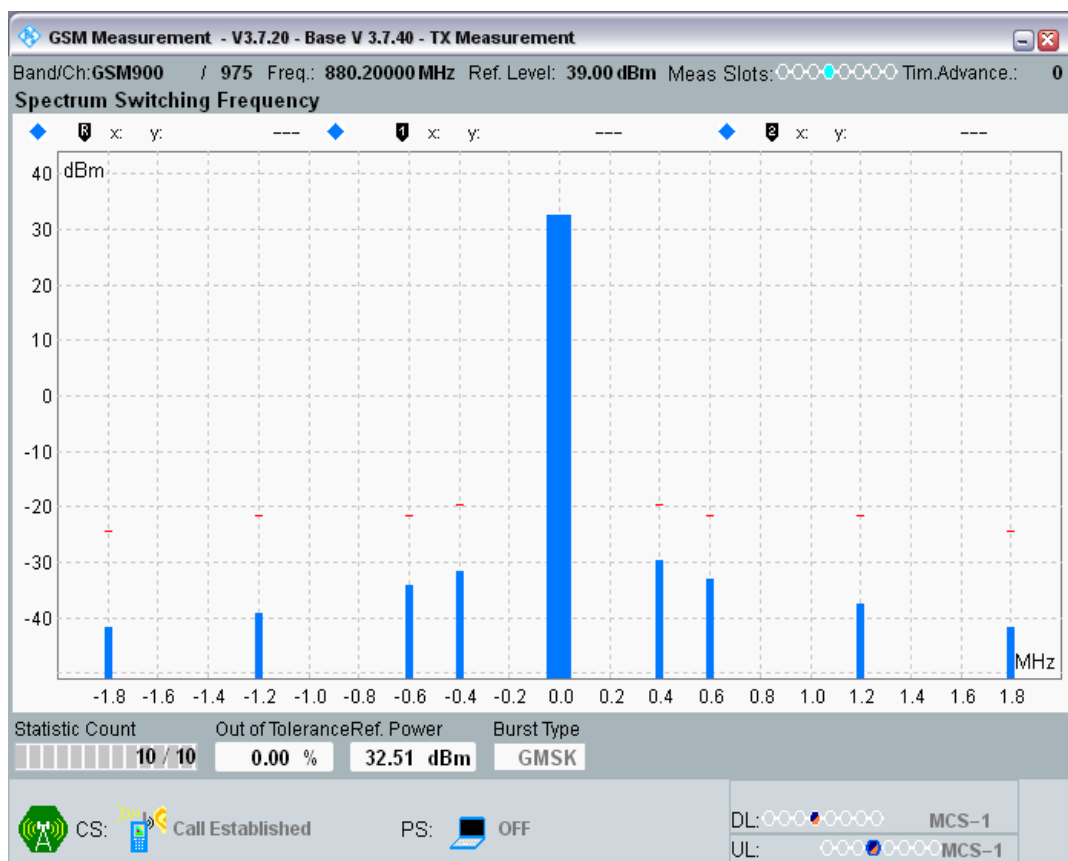 GSM Measurement - V3.7.20 - Base V 3.7.40 - TX Measurement
Band/Ch:GSM900 / 975 Freq.: 880.20000 MHz Ref. Level: 39.00 dBm Meas Slots: Tim.Advance.: 0
Spectrum Switching Frequency
R x: y: --- 1 x: y: --- 2 x: y: ---
dBm
40
30
20
10
0
-10
-20
-30
-40
MHz
-1.8 -1.6 -1.4 -1.2 -1.0 -0.8 -0.6 -0.4 -0.2 0.0 0.2 0.4 0.6 0.8 1.0 1.2 1.4 1.6 1.8
Statistic Count Out of Tolerance Ref. Power Burst Type
10 / 10 0.00 % 32.51 dBm GMSK
CS: Call Established PS: OFF
DL: MCS-1
UL: MCS-1